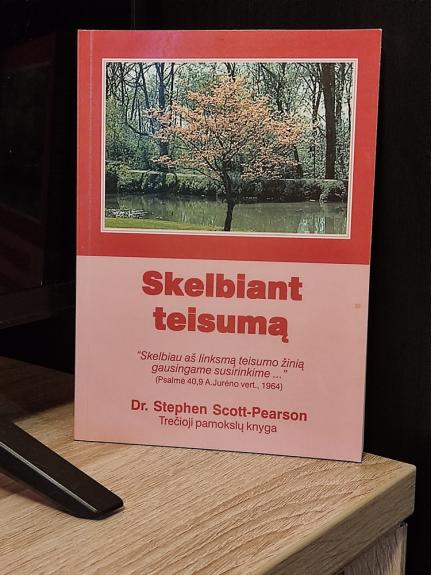 Skelbiant
teisumą
"Skelbiau aš linksmą teisumo žinią
gausingame susirinkime ..."
(Psalmė 40,9 A.Jurėno vert., 1964)
Dr. Stephen Scott-Pearson
Trečioji pamokslų knyga